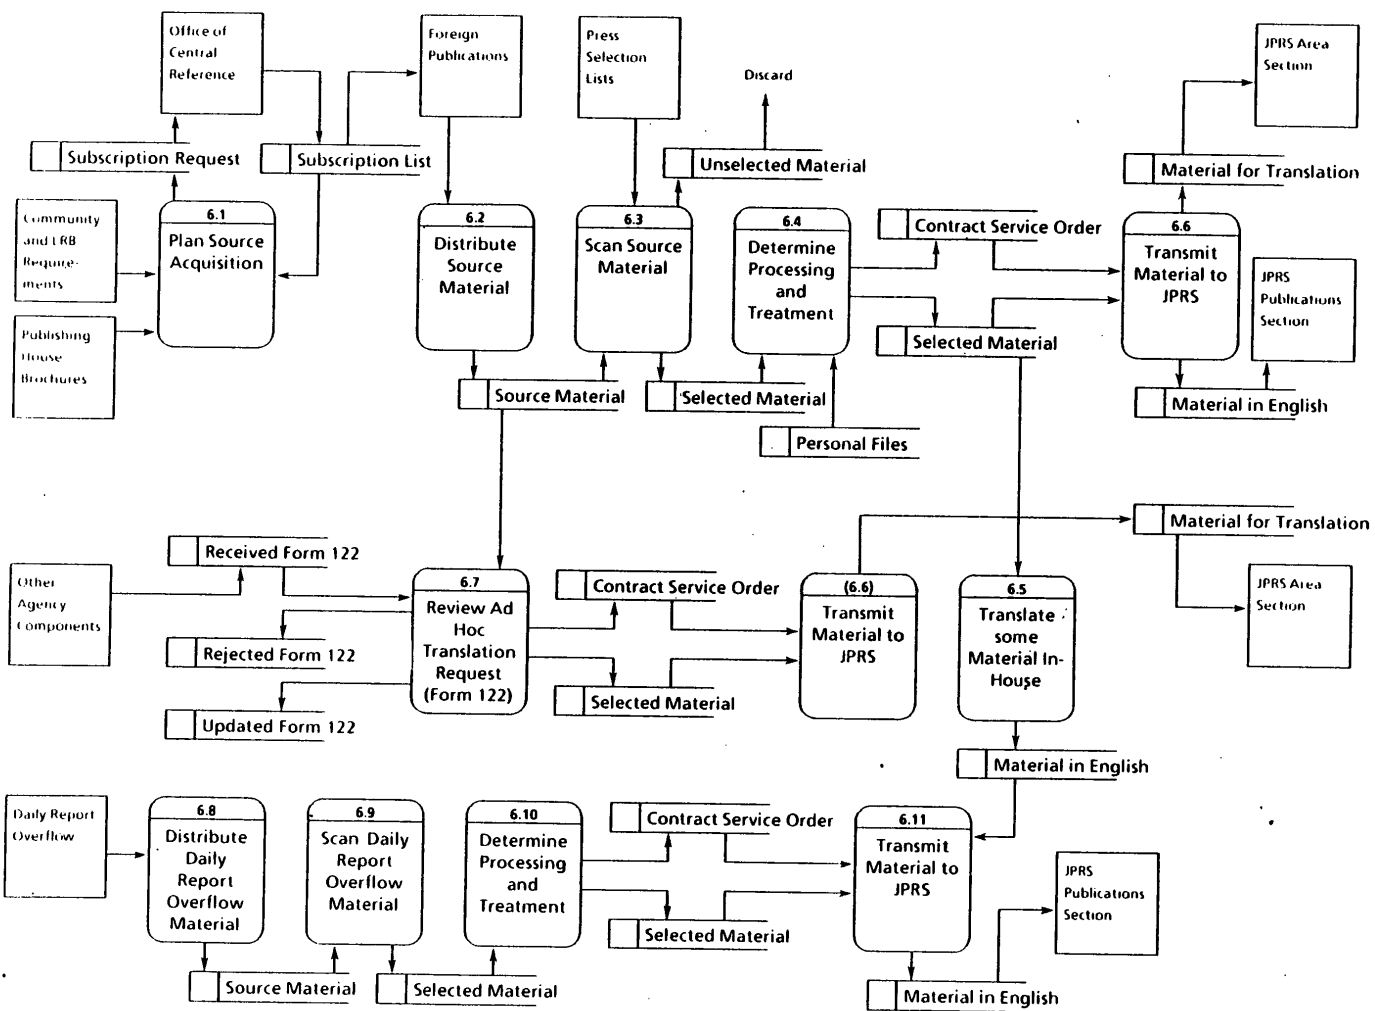 Office of
Central
Reference
Foreign
Publications
Press
Selection
Lists
Discard
JPRS Area
Section
Subscription Request
Subscription List
Unselected Material
Material for Translation
Community
and LRB
Require-
ments
6.1
Plan Source
Acquisition
6.2
Distribute
Source
Material
6.3
Scan Source
Material
6.4
Determine
Processing
and
Treatment
Contract Service Order
6.6
Transmit
Material to
JPRS
JPRS
Publications
Section
Publishing
House
Brochures
Selected Material
Source Material
Selected Material
Material in English
Personal Files
Material for Translation
Received Form 122
Other
Agency
Components
6.7
Review Ad
Hoc
Translation
Request
(Form 122)
Contract Service Order
(6.6)
Transmit
Material to
JPRS
6.5
Translate
some
Material In-
House
JPRS Area
Section
Rejected Form 122
Selected Material
Updated Form 122
Material in English
Daily Report
Overflow
6.8
Distribute
Daily
Report
Overflow
Material
6.9
Scan Daily
Report
Overflow
Material
6.10
Determine
Processing
and
Treatment
Contract Service Order
6.11
Transmit
Material to
JPRS
JPRS
Publications
Section
Selected Material
Source Material
Selected Material
Material in English